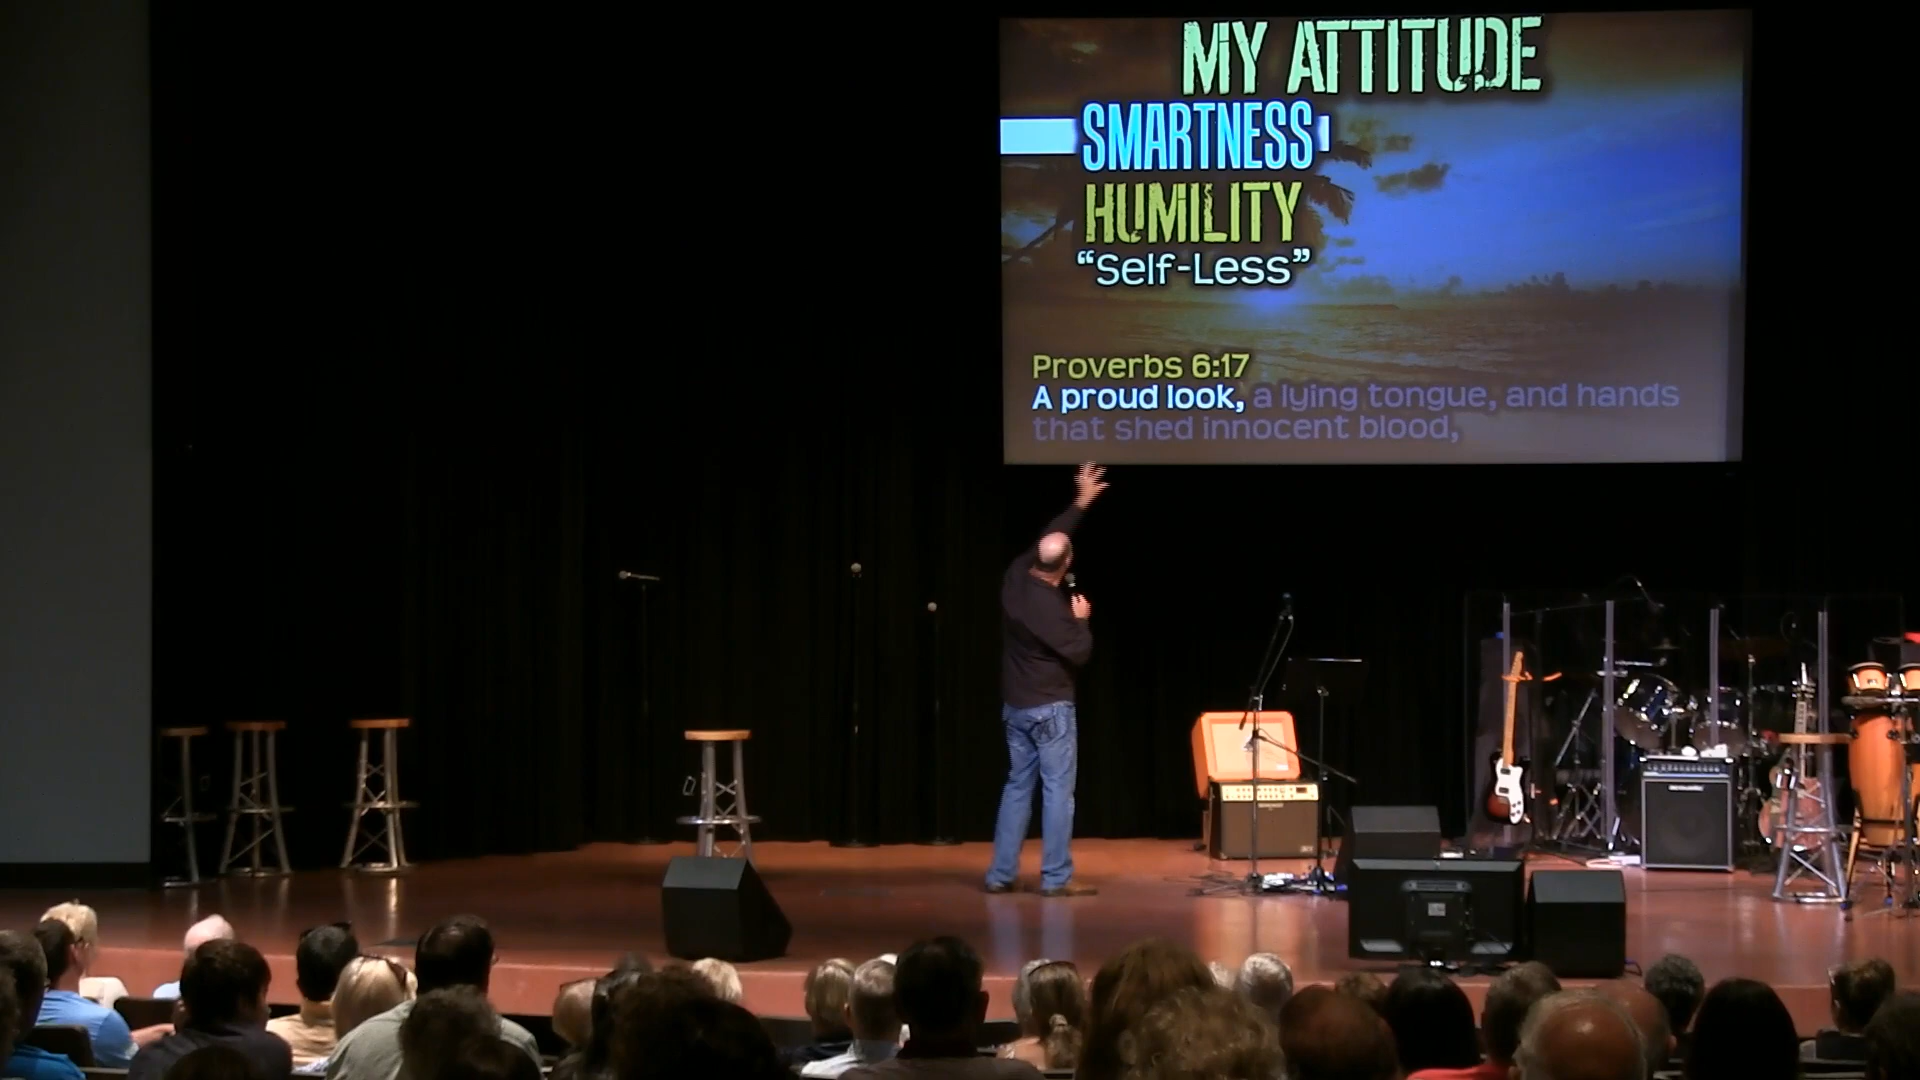 MY ATTITUDE
SMARTNESS
HUMILITY
“Self-Less”
Proverbs 6:17
A proud look, a lying tongue, and hands
that shed innocent blood,